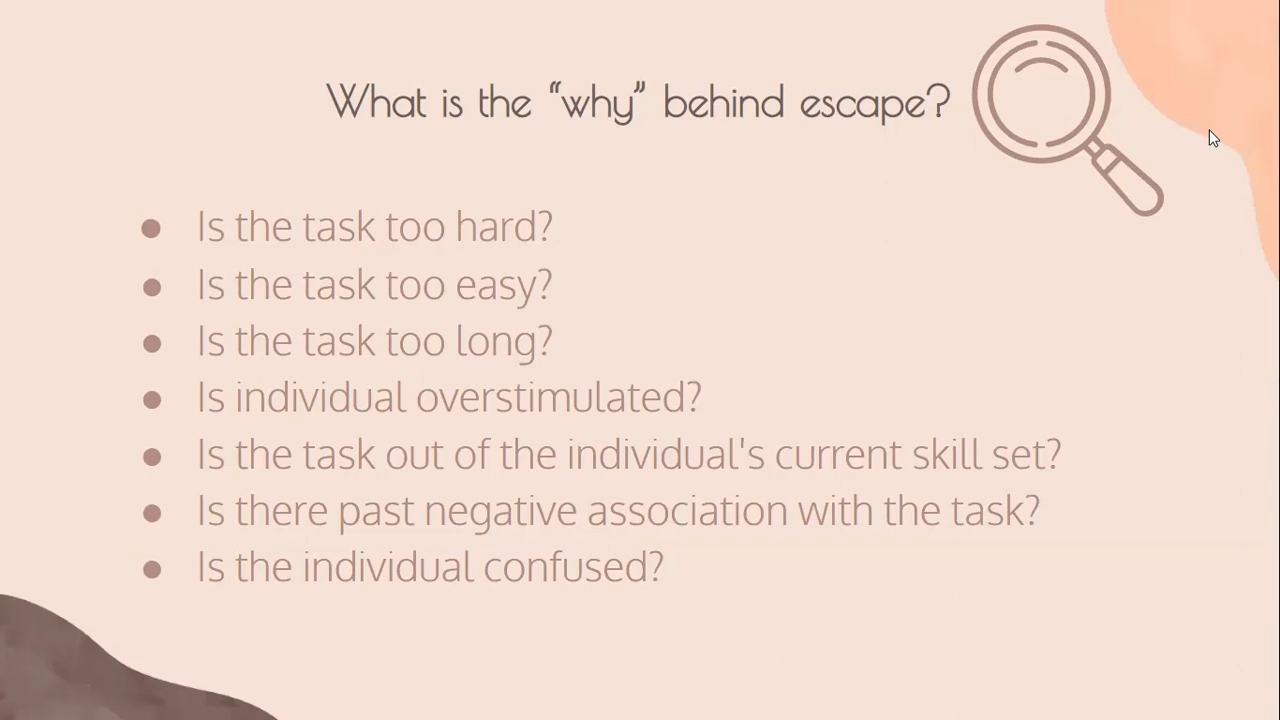 What is the “why” behind escape?
● Is the task too hard?
● Is the task too easy?
● Is the task too long?
● Is individual overstimulated?
● Is the task out of the individual's current skill set?
● Is there past negative association with the task?
● Is the individual confused?